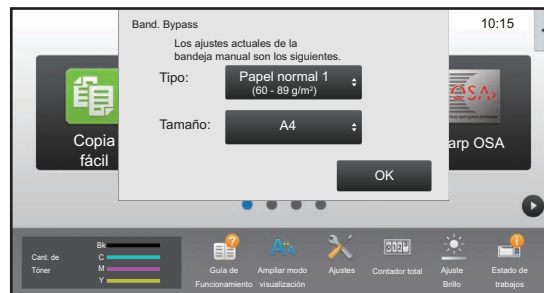 Band. Bypass
10:15
Los ajustes actuales de la
bandeja manual son los siguientes.
Tipo:
Papel normal 1
(60 - 89 g/m²)
Tamaño:
A4
OK
Copia
fácil
OSA
arp OSA
Cant. de
Tóner
Bk
C
M
Y
Guía de
Funcionamiento
Ampliar modo
visualización
Ajustes
Contador total
Ajuste
Brillo
Estado de
trabajos